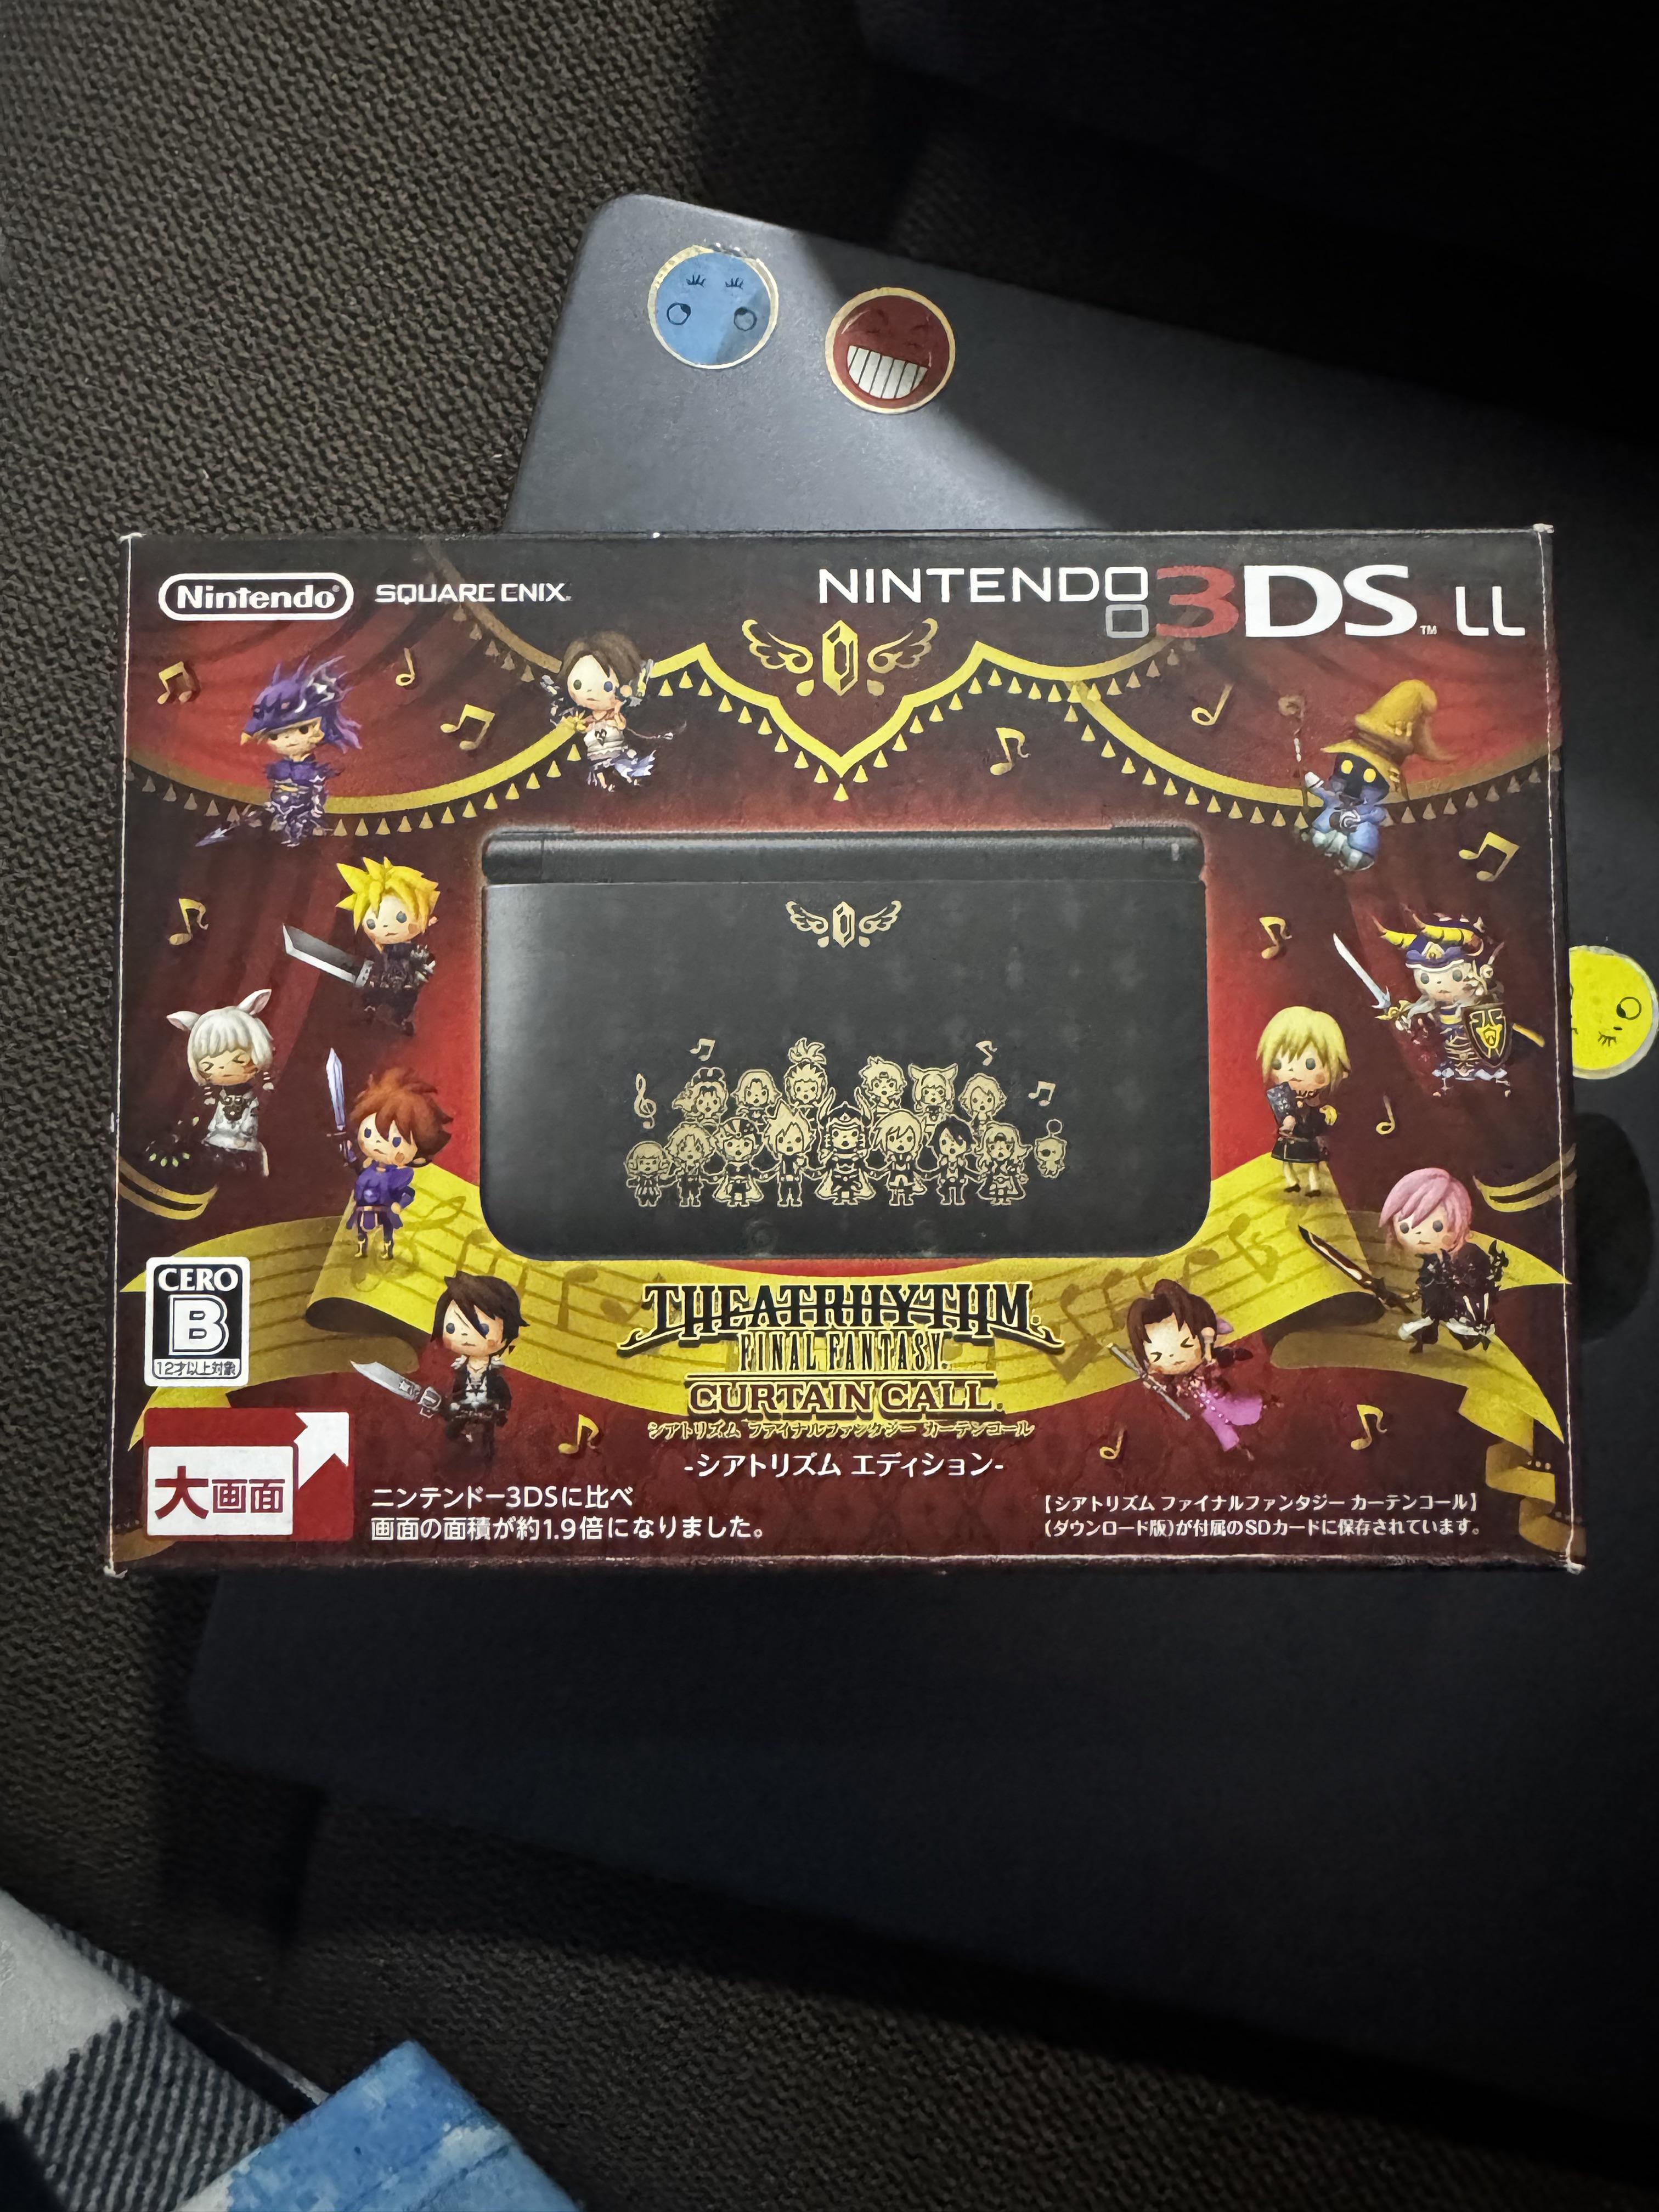 Nintendo®
SQUARE ENIX®
NINTENDO 3DS™ LL
THEATRHYTHM®
FINAL FANTASY®
CURTAIN CALL®
シアトリズム ファイナルファンタジー カーテンコール
-シアトリズム エディション-
CERO
B
12才以上対象
大画面
ニンテンドー3DSに比べ
画面の面積が約1.9倍になりました。
【シアトリズム ファイナルファンタジー カーテンコール】
(ダウンロード版)が付属のSDカードに保存されています。